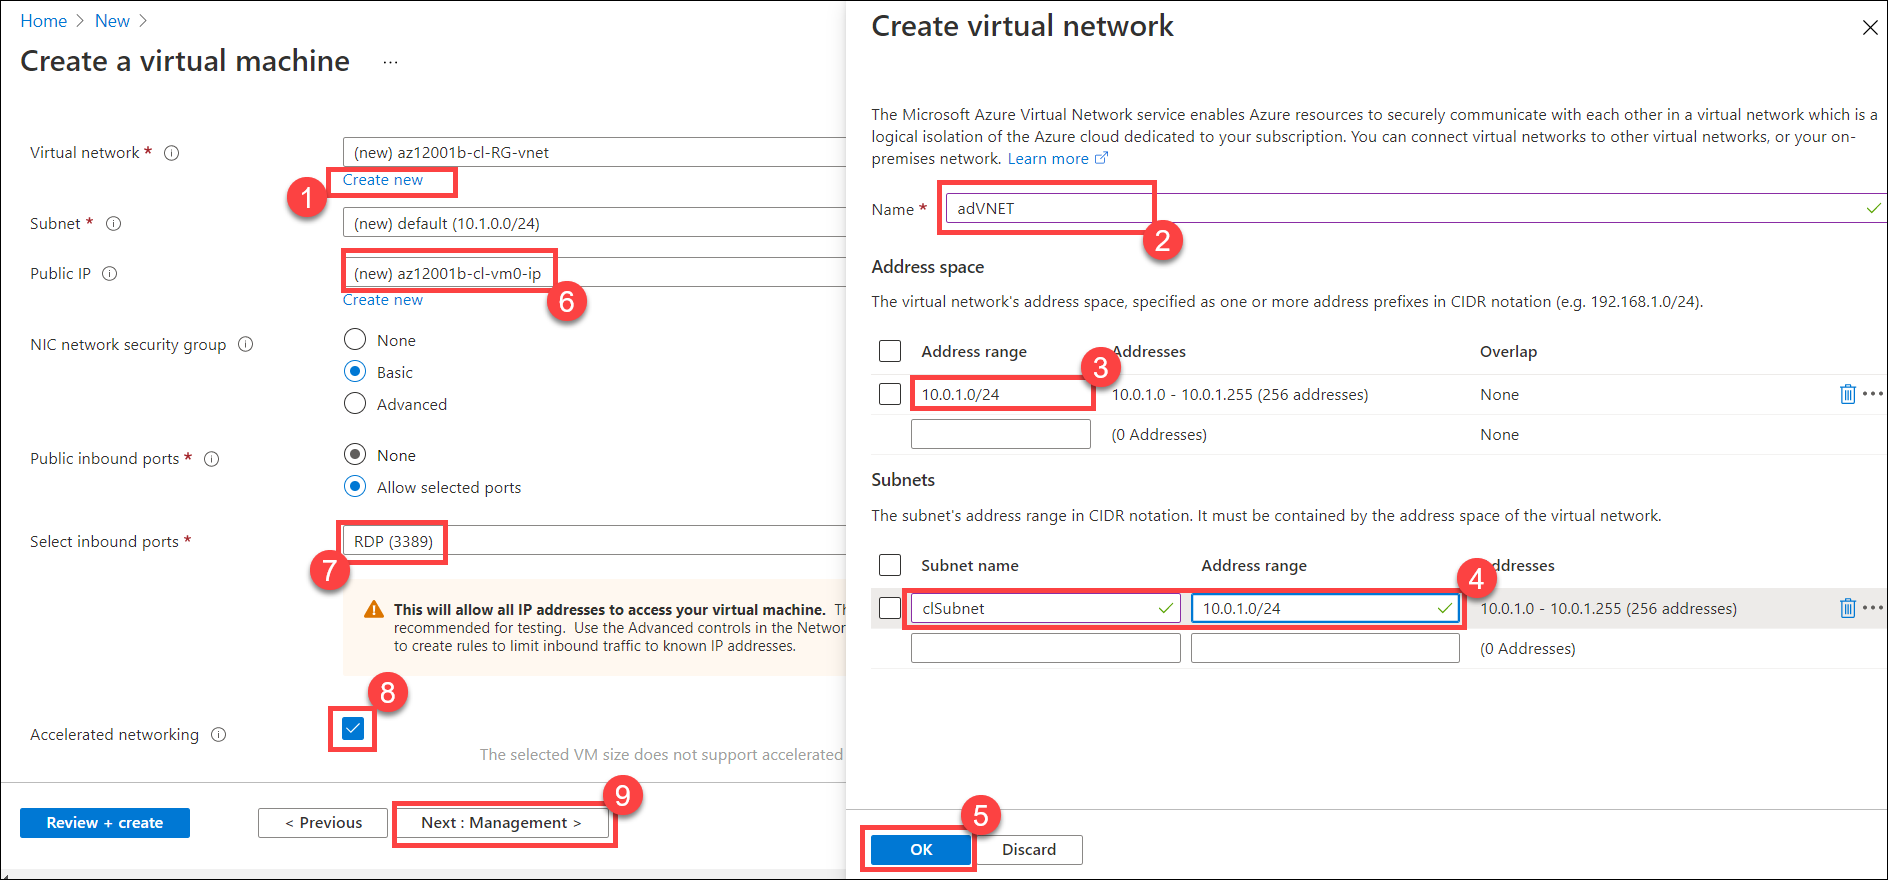 Home > New >
Create a virtual machine ...
Virtual network *
(new) az12001b-cl-RG-vnet
1
Create new
Subnet *
(new) default (10.1.0.0/24)
Public IP
(new) az12001b-cl-vm0-ip
6
Create new
NIC network security group
None
Basic
Advanced
Public inbound ports *
None
Allow selected ports
Select inbound ports *
RDP (3389)
7
This will allow all IP addresses to access your virtual machine.
recommended for testing. Use the Advanced controls in the Networ
to create rules to limit inbound traffic to known IP addresses.
8
Accelerated networking
The selected VM size does not support accelerated
9
Review + create
< Previous
Next : Management >
Create virtual network
The Microsoft Azure Virtual Network service enables Azure resources to securely communicate with each other in a virtual network which is a
logical isolation of the Azure cloud dedicated to your subscription. You can connect virtual networks to other virtual networks, or your on-
premises network. Learn more
Name *
adVNET
2
Address space
The virtual network's address space, specified as one or more address prefixes in CIDR notation (e.g. 192.168.1.0/24).
Address range
3
Addresses
Overlap
10.0.1.0/24
10.0.1.0 - 10.0.1.255 (256 addresses)
None
(0 Addresses)
None
Subnets
The subnet's address range in CIDR notation. It must be contained by the address space of the virtual network.
Subnet name
Address range
4
ddresses
clSubnet
10.0.1.0/24
10.0.1.0 - 10.0.1.255 (256 addresses)
(0 Addresses)
5
OK
Discard